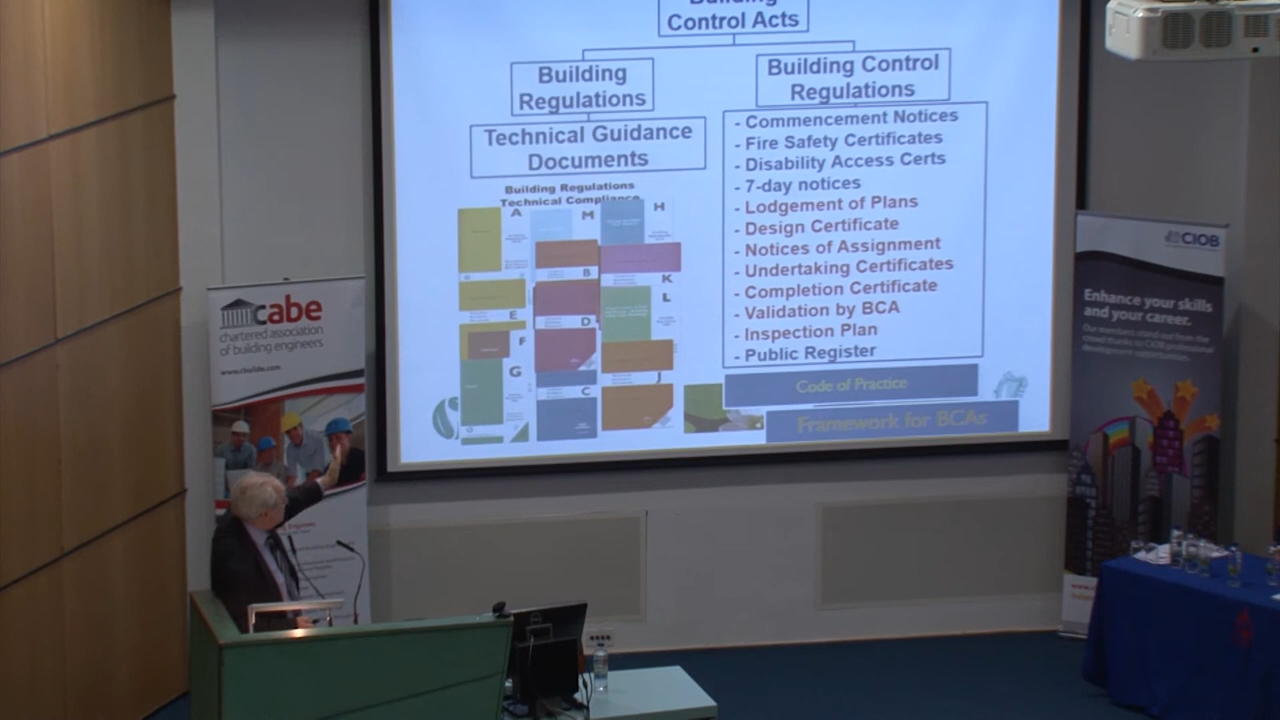 Building
Control Acts
Building
Regulations
Technical Guidance
Documents
Building Regulations
Technical Compliance
A
M
H
B
K
E
D
L
F
G
J
C
Building Control
Regulations
- Commencement Notices
- Fire Safety Certificates
- Disability Access Certs
- 7-day notices
- Lodgement of Plans
- Design Certificate
- Notices of Assignment
- Undertaking Certificates
- Completion Certificate
- Validation by BCA
- Inspection Plan
- Public Register
Code of Practice
Framework for BCAs
cabe
chartered association
of building engineers
CIOB
Enhance your skills
and your career.